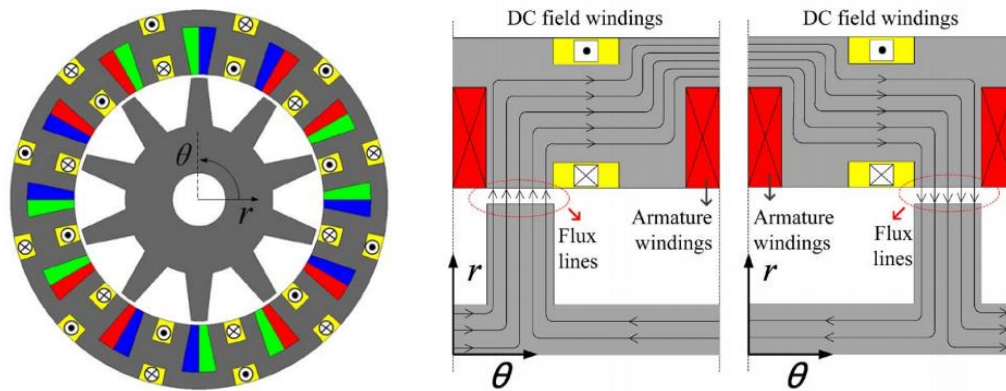 θ
r
DC field windings
Armature
windings
Flux
lines
r
θ
DC field windings
Armature
windings
Flux
lines
r
θ